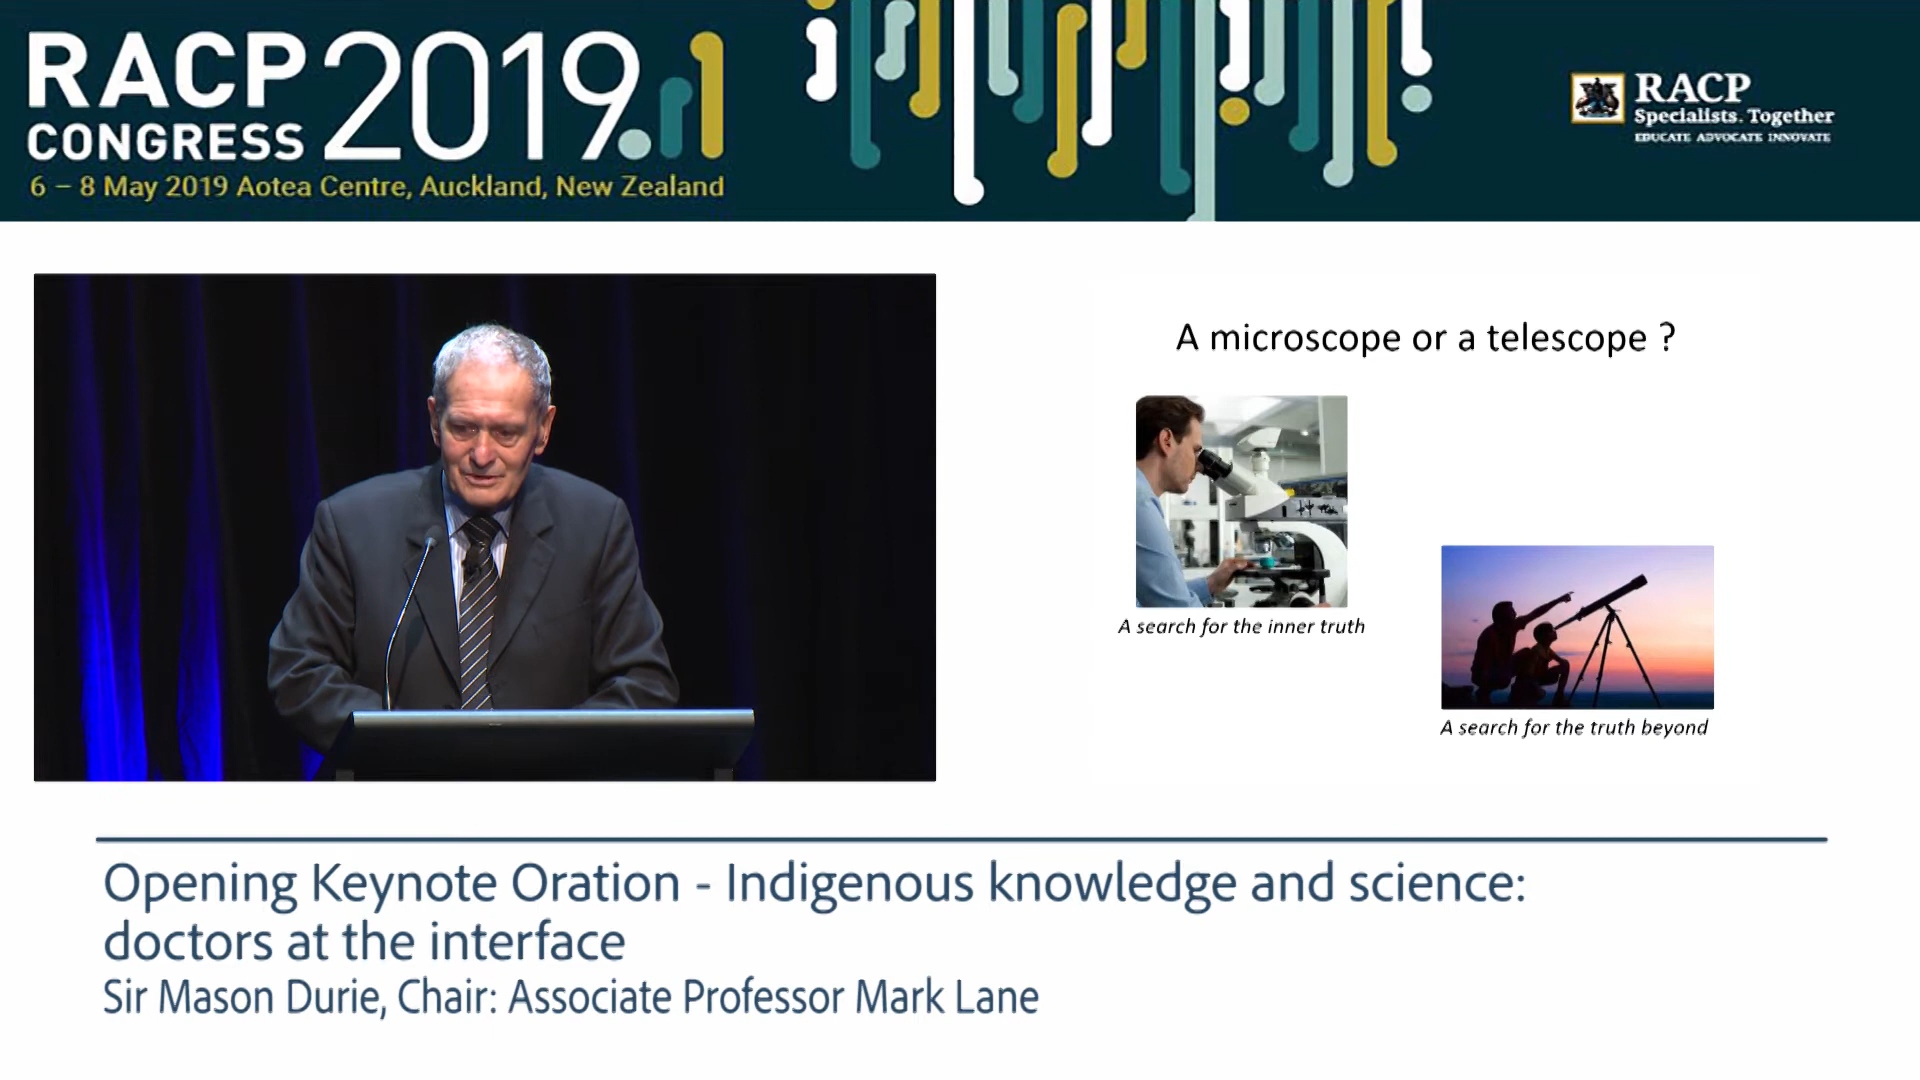 RACP
CONGRESS
2019
6 – 8 May 2019 Aotea Centre, Auckland, New Zealand
RACP
Specialists. Together
EDUCATE ADVOCATE INNOVATE
A microscope or a telescope ?
A search for the inner truth
A search for the truth beyond
Opening Keynote Oration - Indigenous knowledge and science:
doctors at the interface
Sir Mason Durie, Chair: Associate Professor Mark Lane